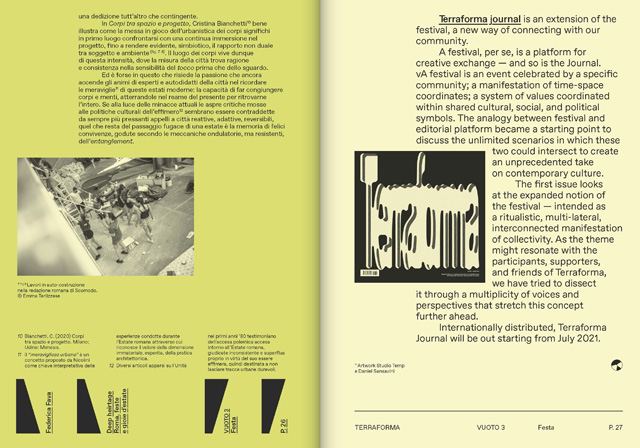 una dedizione tutt'altro che contingente.
In Corpi tra spazio e progetto, Cristina Bianchetti¹⁰ bene
illustra come la messa in gioco dell'urbanistica dei corpi significhi
in primo luogo confrontarsi con una continua immersione nel
progetto, fino a rendere evidente, simbiotico, il rapporto non duale
tra soggetto e ambiente. Il luogo dei corpi vive dunque
di questa intensità, dove la misura della città trova ragione
e consistenza nella sensibilità del tocco prima che dello sguardo.
Ed è forse in questo che risiede la passione che ancora
accende gli animi di esperti e autodidatti della città nel ricordare
le meraviglie¹¹ di queste estati moderne: la capacità di far congiungere
corpi e menti, atterrandole nel reame del presente per ritrovarne
l'intero. Se alla luce delle minacce attuali le aspre critiche mosse
alle politiche culturali dell'effimero¹² sembrano essere contraddette
da sempre più pressanti appelli a città reattive, adattive, reversibili,
quel che resta del passaggio fugace di una estate è la memoria di felici
convivenze, godute secondo le meccaniche ondulatorie, ma resistenti,
dell'entanglement.
Lavori in auto-costruzione
nella redazione romana di Scomodo.
© Emma Terlizzese
10 Bianchetti, C. (2020) Corpi
tra spazio e progetto. Milano;
Udine: Mimesis.
11 Il "meraviglioso urbano" è un
concetto proposto da Nicolini
come chiave interpretativa delle
esperienze condotte durante
l'Estate romana attraverso cui
riconosce il valore della dimensione
immateriale, esperita, della pratica
architettonica.
12 Diversi articoli apparsi su l'Unità
nei primi anni '80 testimoniano
dell'accesa polemica accesa
intorno all'Estate romana,
giudicata inconsistente e superflua
proprio in virtù del suo essere
effimera, quindi destinata a non
lasciare tracce urbane durevoli.
Federica Fava
Deep heritage
Roma, feste
e gioie d'estate
VUOTO 3
Festa
P. 26
Terraforma journal is an extension of the
festival, a new way of connecting with our
community.
A festival, per se, is a platform for
creative exchange — and so is the Journal.
vA festival is an event celebrated by a specific
community; a manifestation of time-space
coordinates; a system of values coordinated
within shared cultural, social, and political
symbols. The analogy between festival and
editorial platform became a starting point to
discuss the unlimited scenarios in which these
two could intersect to create
an unprecedented take
on contemporary culture.
The first issue looks
at the expanded notion of
the festival — intended as
a ritualistic, multi-lateral,
interconnected manifestation
of collectivity. As the theme
might resonate with the
participants, supporters,
and friends of Terraforma,
we have tried to dissect
it through a multiplicity of voices and
perspectives that stretch this concept
further ahead.
Internationally distributed, Terraforma
Journal will be out starting from July 2021.
Artwork Studio Temp
e Daniel Sansavini
TERRAFORMA
VUOTO 3
Festa
P. 27